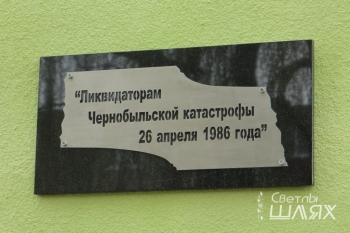 "Ликвидаторам
Чернобыльской катастрофы
26 апреля 1986 года"
Светлы
шлях